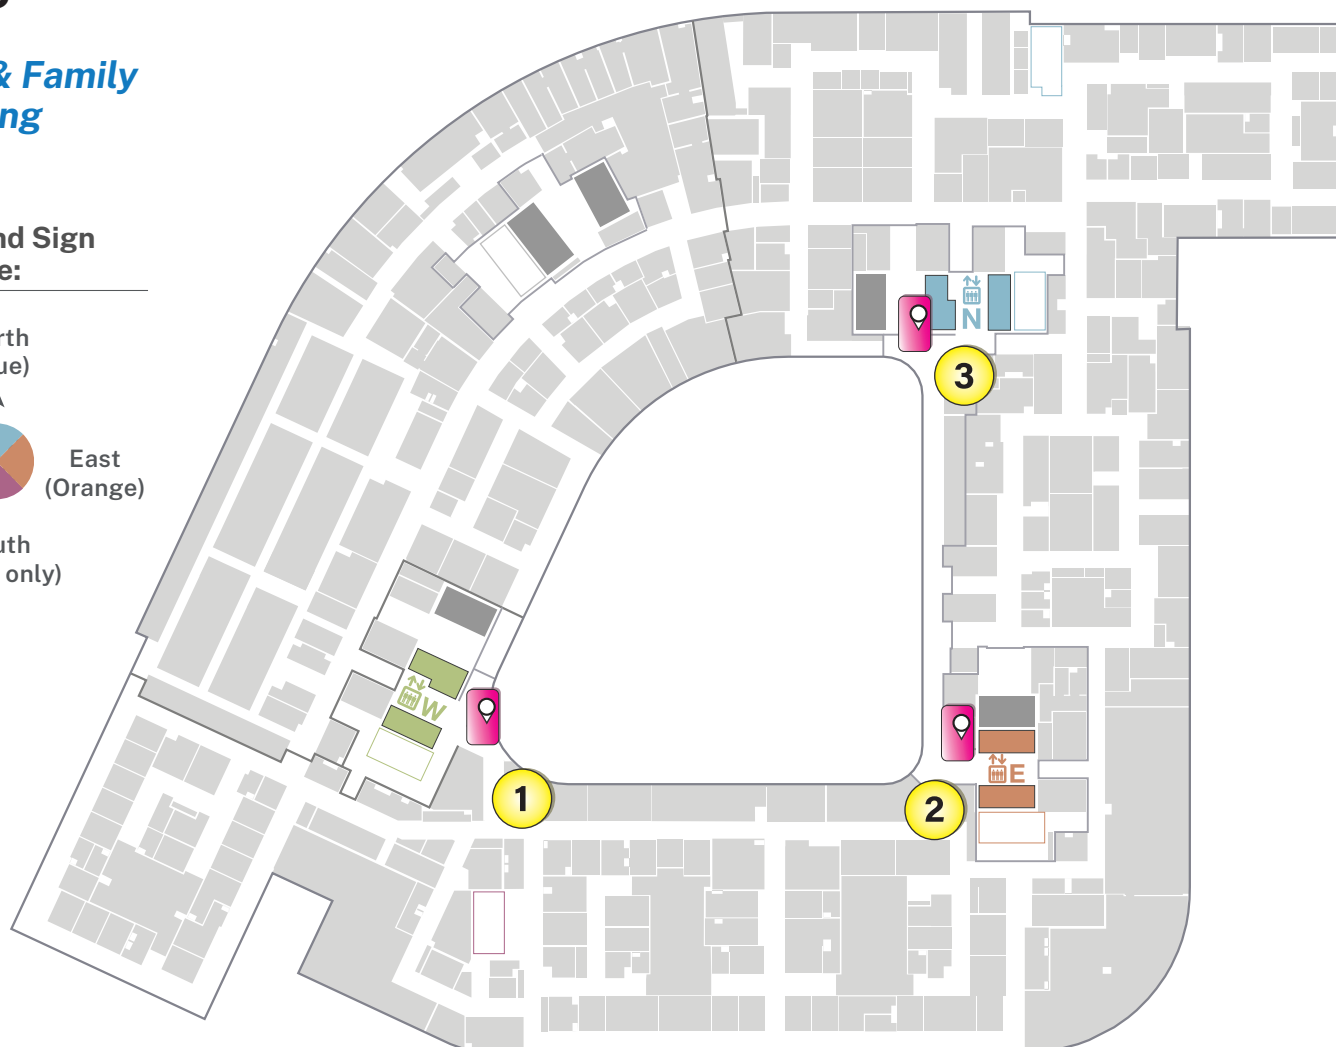 & Family
ng
nd Sign
e:
rth
ue)
East
(Orange)
uth
only)
N
3
W
E
1
2